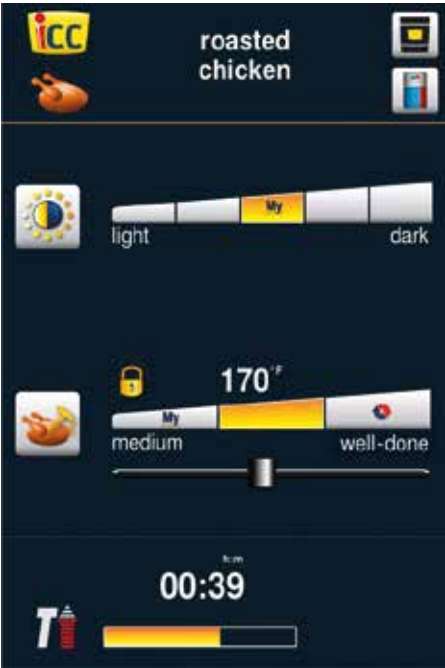 icc
roasted
chicken
My
light dark
170°F
My
medium well-done
h:m
00:39
T